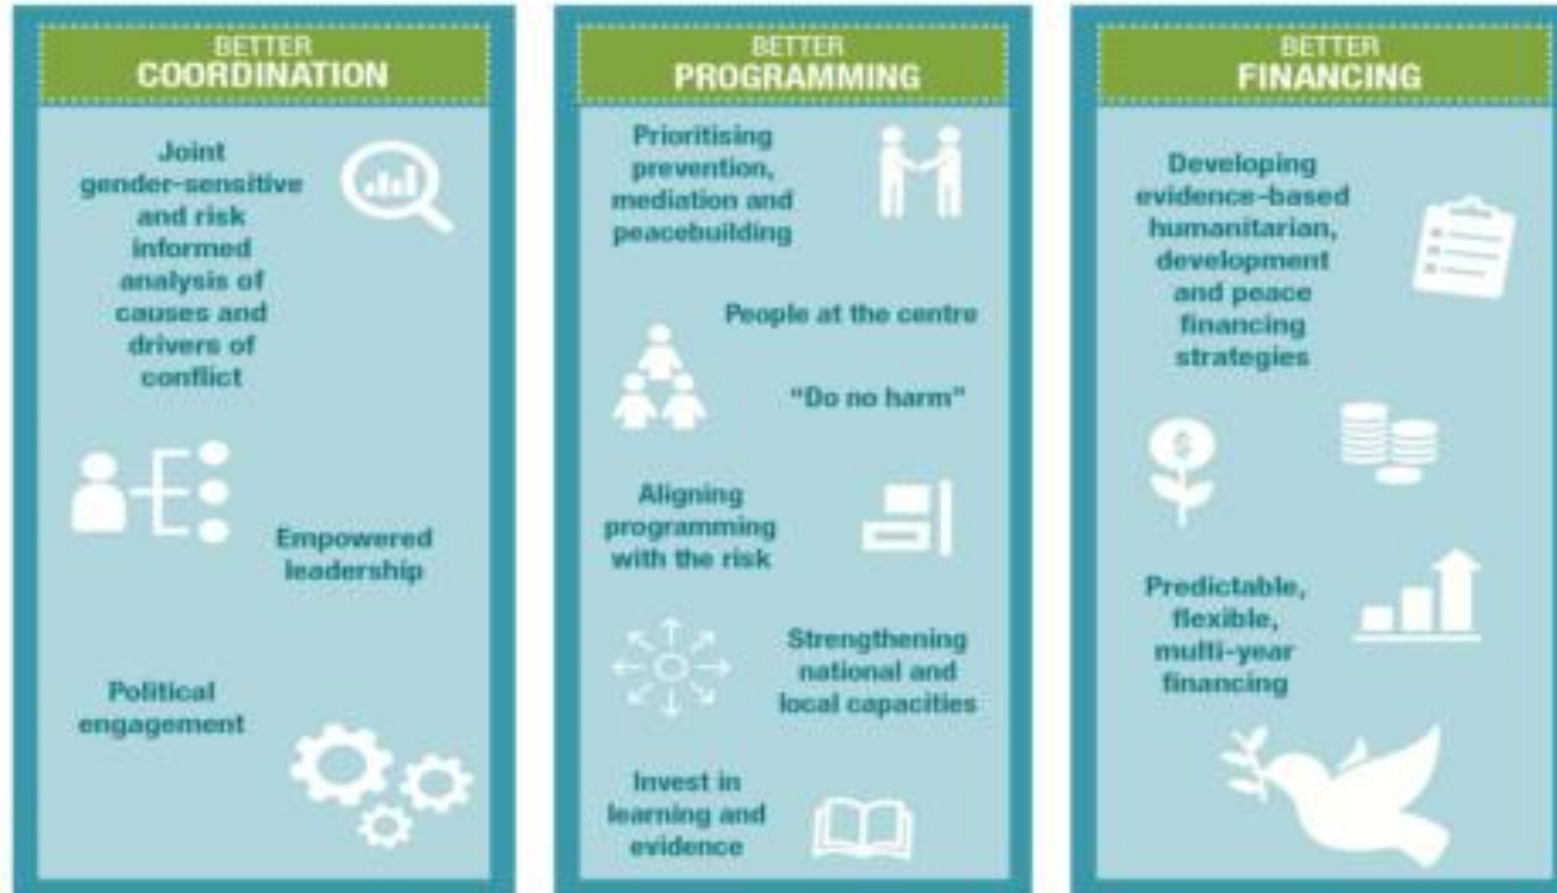 BETTER
COORDINATION
Joint
gender-sensitive
and risk
informed
analysis of
causes and
drivers of
conflict
Empowered
leadership
Political
engagement
BETTER
PROGRAMMING
Prioritising
prevention,
mediation and
peacebuilding
People at the centre
"Do no harm"
Aligning
programming
with the risk
Strengthening
national and
local capacities
Invest in
learning and
evidence
BETTER
FINANCING
Developing
evidence-based
humanitarian,
development
and peace
financing
strategies
$
Predictable,
flexible,
multi-year
financing